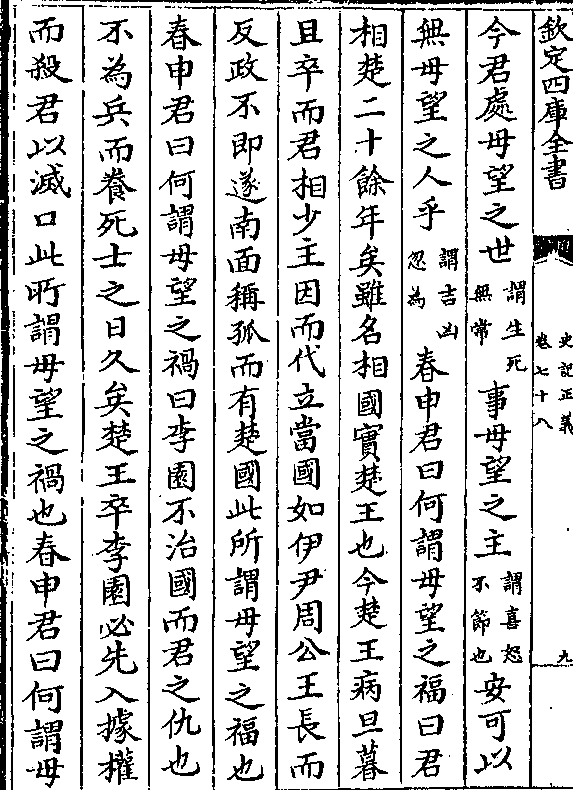 欽定四庫全書
史記正義
卷七十八
九
今君處毋望之世謂生死無常事毋望之主謂喜怒不節也安可以
無毋望之人乎謂吉凶忽為春申君曰何謂毋望之福曰君
相楚二十餘年矣雖名相國實楚王也今楚王病旦暮
且卒而君相少主因而代立當國如伊尹周公王長而
反政不即遂南面稱孤而有楚國此所謂毋望之福也
春申君曰何謂毋望之禍曰李園不治國而君之仇也
不為兵而養死士之日久矣楚王卒李園必先入據權
而殺君以滅口此所謂毋望之禍也春申君曰何謂毋